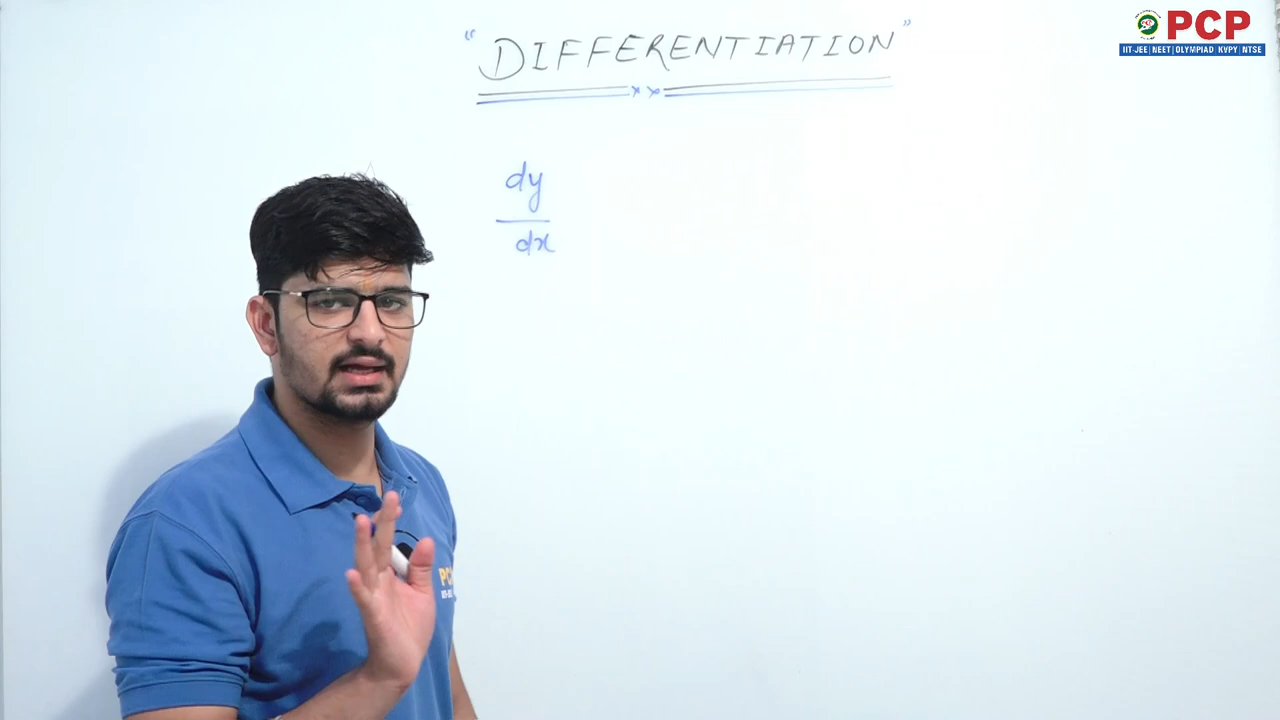 " DIFFERENTIATION "
dy
dx
PCP
IIT-JEE | NEET | OLYMPIAD | KVPY | NTSE